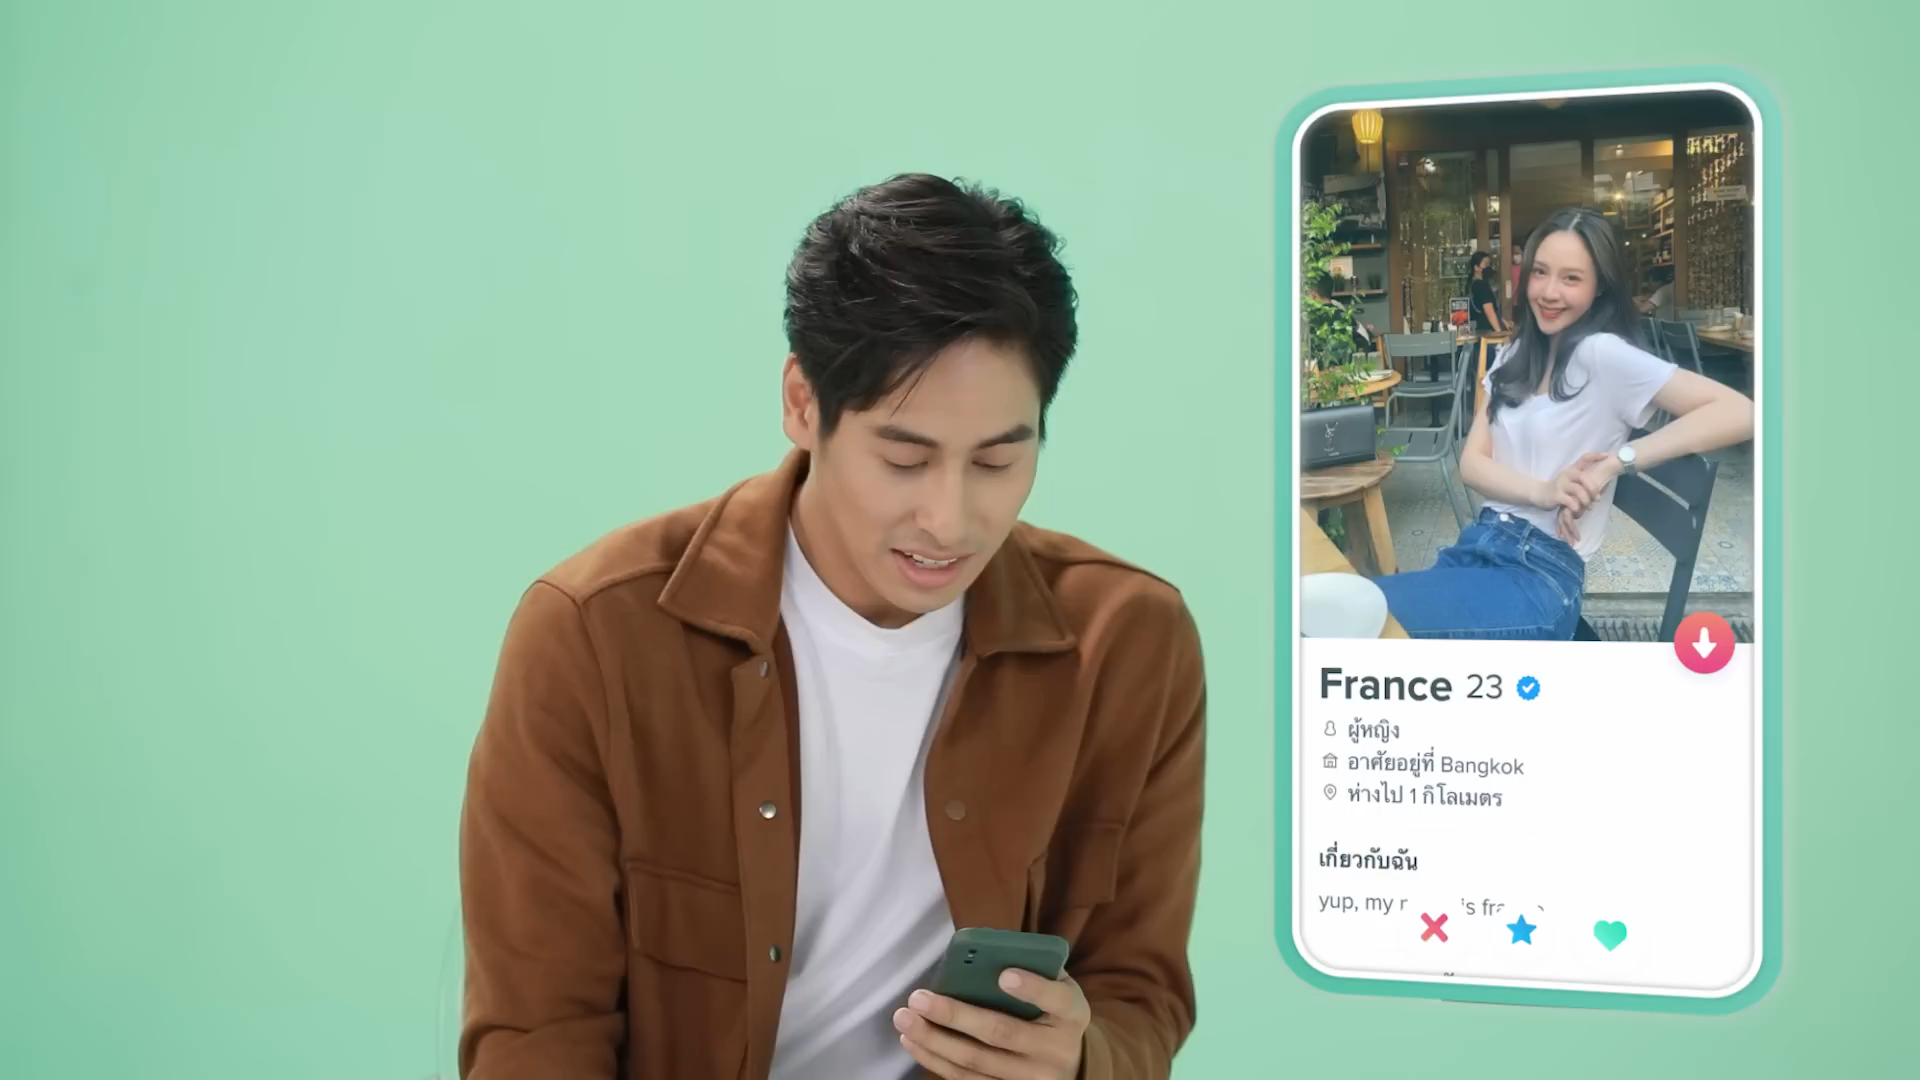 France 23
ผู้หญิง
อาศัยอยู่ที่ Bangkok
ห่างไป 1 กิโลเมตร
เกี่ยวกับฉัน
yup, my